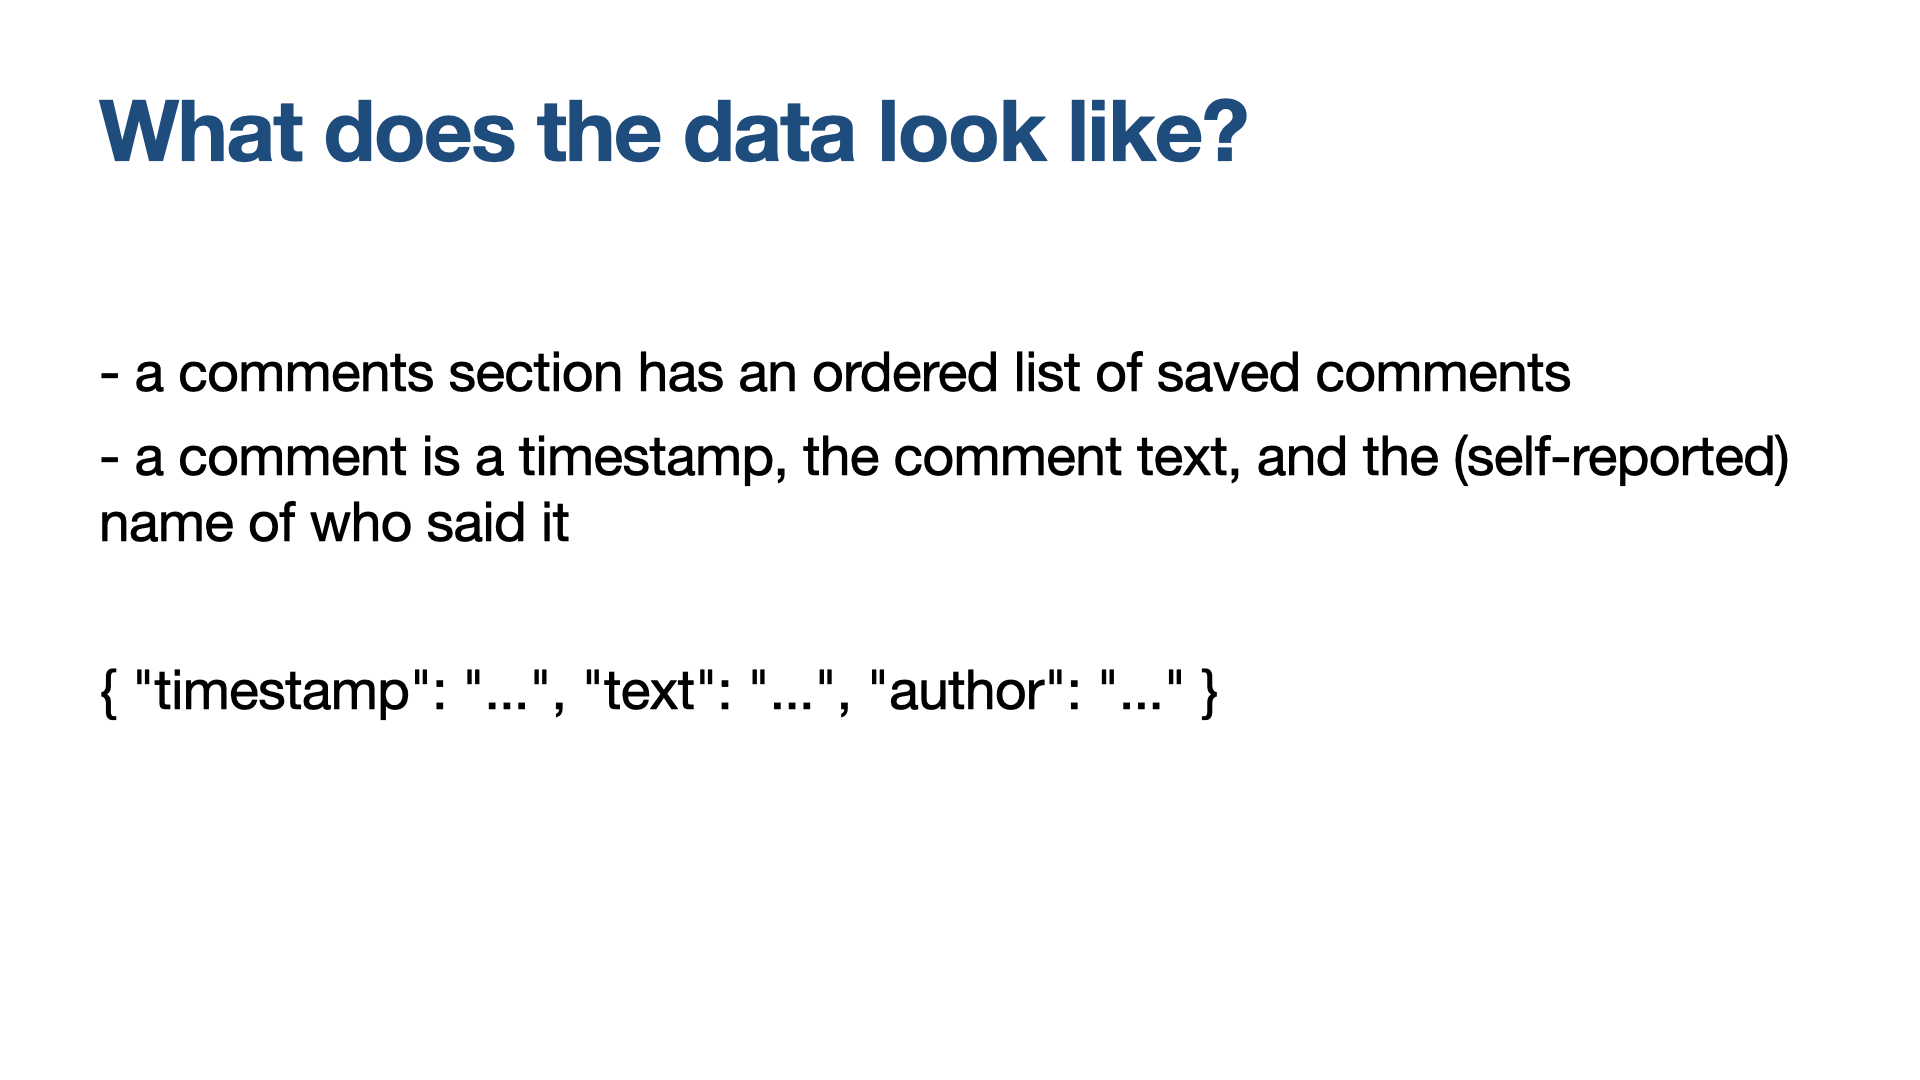 What does the data look like?
- a comments section has an ordered list of saved comments
- a comment is a timestamp, the comment text, and the (self-reported)
name of who said it
{ "timestamp": "...", "text": "...", "author": "..." }